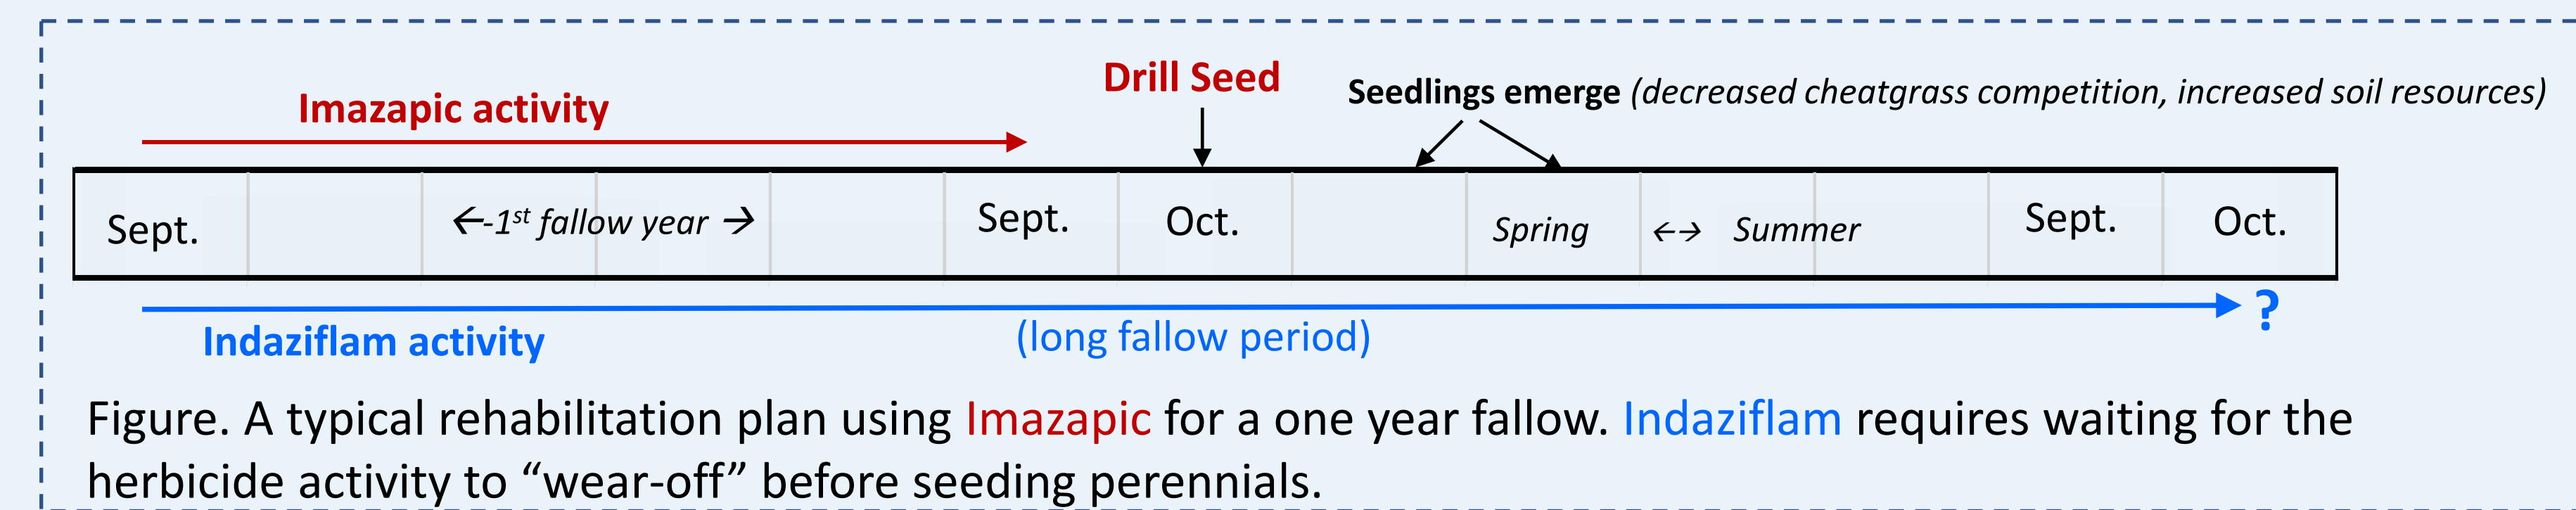 Drill Seed
Seedlings emerge (decreased cheatgrass competition, increased soil resources)
Imazapic activity
Sept. ←-1st fallow year → Sept. Oct. Spring ←→ Summer Sept. Oct.
?
Indaziflam activity (long fallow period)
Figure. A typical rehabilitation plan using Imazapic for a one year fallow. Indaziflam requires waiting for the
herbicide activity to “wear-off” before seeding perennials.